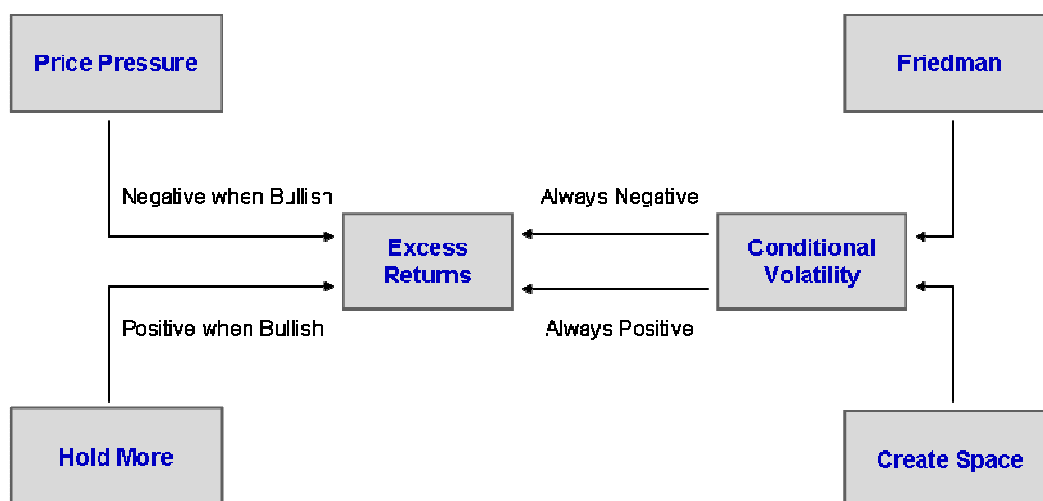 Price Pressure
Friedman
Negative when Bullish
Always Negative
Excess
Returns
Conditional
Volatility
Positive when Bullish
Always Positive
Hold More
Create Space